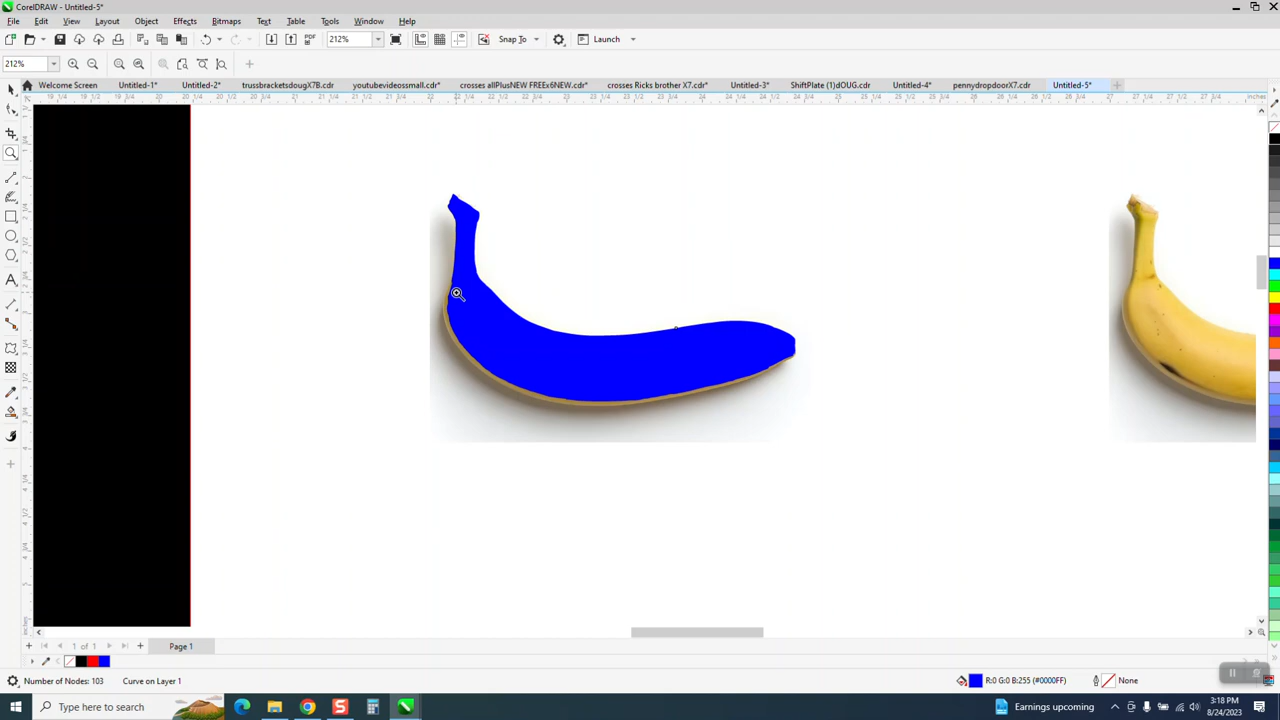 CorelDRAW - Untitled-5*
File Edit View Layout Object Effects Bitmaps Text Table Tools Window Help
212% Snap To Launch
212%
Welcome Screen Untitled-1* Untitled-2* trussbracketsdougX7B.cdr youtubevideossmall.cdr* crosses allPlusNEW FREEx6NEW.cdr* crosses Ricks brother X7.cdr* Untitled-3* ShiftPlate (1)dOUG.cdr Untitled-4* pennydropdoorX7.cdr Untitled-5*
inches
inches
1 of 1 Page 1
Number of Nodes: 103 Curve on Layer 1 R:0 G:0 B:255 (#0000FF) None
Type here to search Earnings upcoming 3:18 PM
8/24/2023